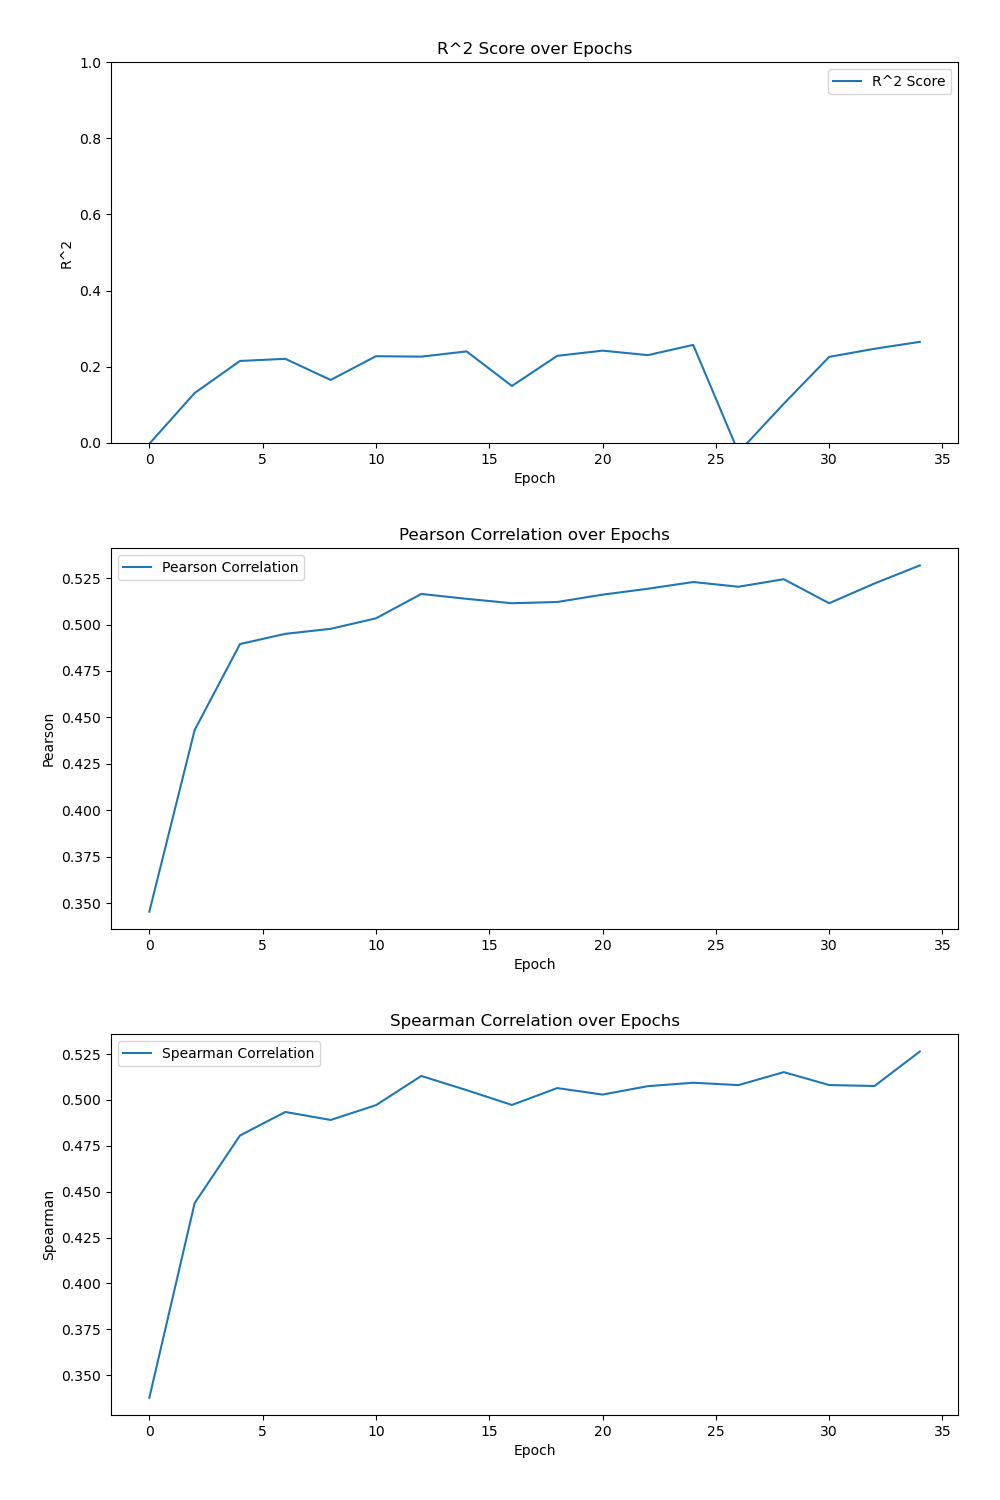 R^2 Score over Epochs
1.0
R^2 Score
0.8
0.6
R^2
0.4
0.2
0.0
0 5 10 15 20 25 30 35
Epoch
Pearson Correlation over Epochs
Pearson Correlation
0.525
0.500
0.475
0.450
Pearson
0.425
0.400
0.375
0.350
0 5 10 15 20 25 30 35
Epoch
Spearman Correlation over Epochs
Spearman Correlation
0.525
0.500
0.475
0.450
Spearman
0.425
0.400
0.375
0.350
0 5 10 15 20 25 30 35
Epoch